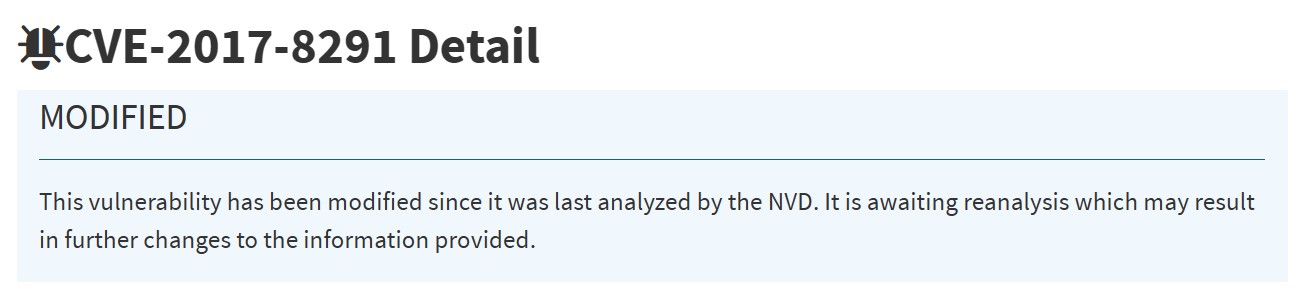 CVE-2017-8291 Detail
MODIFIED
This vulnerability has been modified since it was last analyzed by the NVD. It is awaiting reanalysis which may result
in further changes to the information provided.